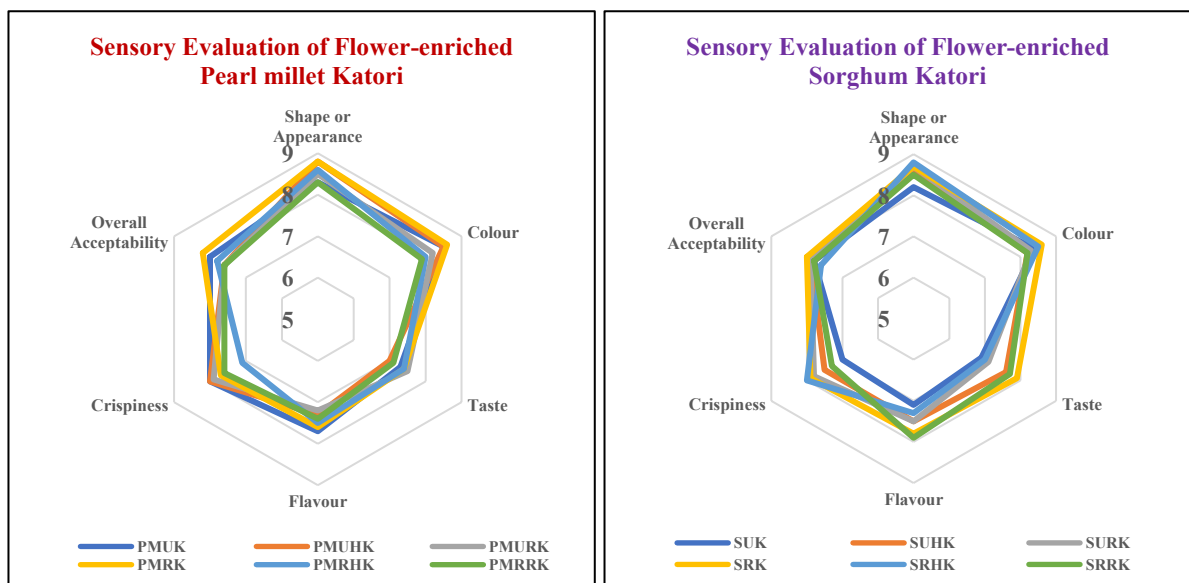 Sensory Evaluation of Flower-enriched
Pearl millet Katori
Shape or
Appearance
9
8
7
6
5
Colour
Taste
Flavour
Crispiness
Overall
Acceptability
PMUK
PMUHK
PMURK
PMRK
PMRHK
PMRRK
Sensory Evaluation of Flower-enriched
Sorghum Katori
Shape or
Appearance
9
8
7
6
5
Colour
Taste
Flavour
Crispiness
Overall
Acceptability
SUK
SUHK
SURK
SRK
SRHK
SRRK